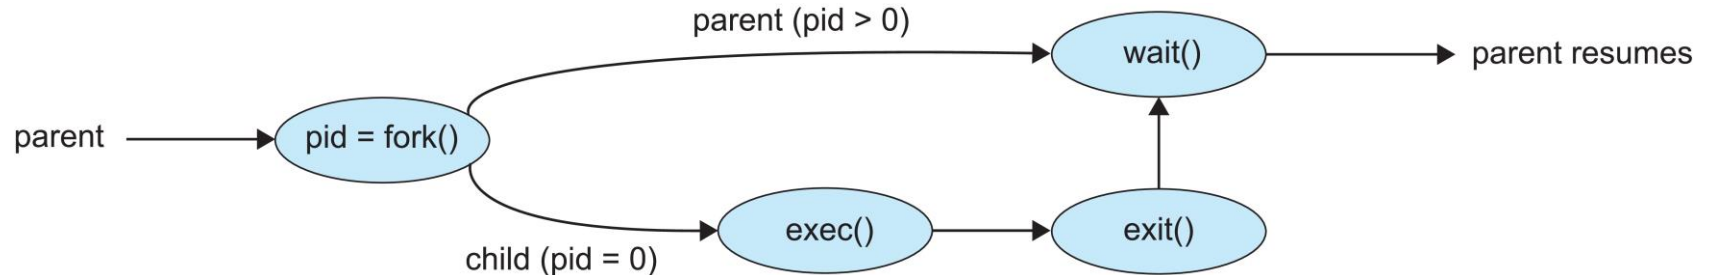 parent (pid > 0)
wait()
parent resumes
parent
pid = fork()
exec()
exit()
child (pid = 0)